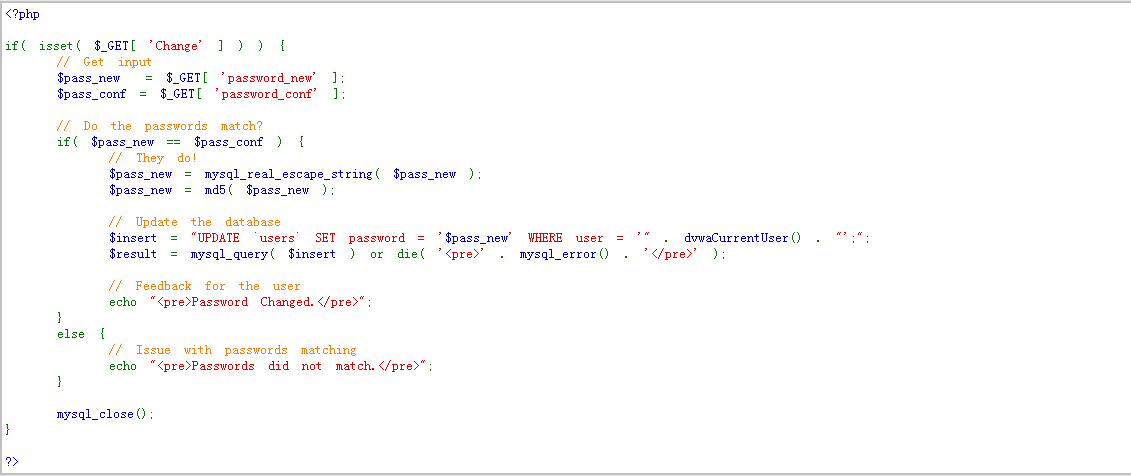 <?php
if( isset( $_GET[ 'Change' ] ) ) {
// Get input
$pass_new = $_GET[ 'password_new' ];
$pass_conf = $_GET[ 'password_conf' ];
// Do the passwords match?
if( $pass_new == $pass_conf ) {
// They do!
$pass_new = mysql_real_escape_string( $pass_new );
$pass_new = md5( $pass_new );
// Update the database
$insert = "UPDATE `users` SET password = '$pass_new' WHERE user = '" . dvwaCurrentUser() . "';";
$result = mysql_query( $insert ) or die( '<pre>' . mysql_error() . '</pre>' );
// Feedback for the user
echo "<pre>Password Changed.</pre>";
}
else {
// Issue with passwords matching
echo "<pre>Passwords did not match.</pre>";
}
mysql_close();
}
?>